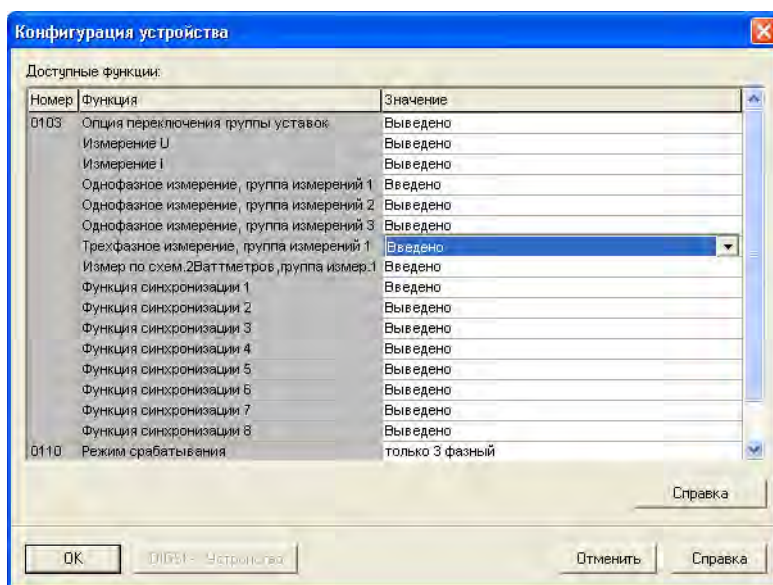 Конфигурация устройства
Доступные функции:
Номер Функция Значение
0103 Опция переключения группы уставок Выведено
Измерение U Выведено
Измерение I Выведено
Однофазное измерение, группа измерений 1 Введено
Однофазное измерение, группа измерений 2 Выведено
Однофазное измерение, группа измерений 3 Выведено
Трехфазное измерение, группа измерений 1 Введено
Измер по схем.2Ваттметров ,группа измер.1 Введено
Функция синхронизации 1 Введено
Функция синхронизации 2 Выведено
Функция синхронизации 3 Выведено
Функция синхронизации 4 Выведено
Функция синхронизации 5 Выведено
Функция синхронизации 6 Выведено
Функция синхронизации 7 Выведено
Функция синхронизации 8 Выведено
0110 Режим срабатывания только 3 фазный
Справка
OK DIGSI - Устройства Отменить Справка